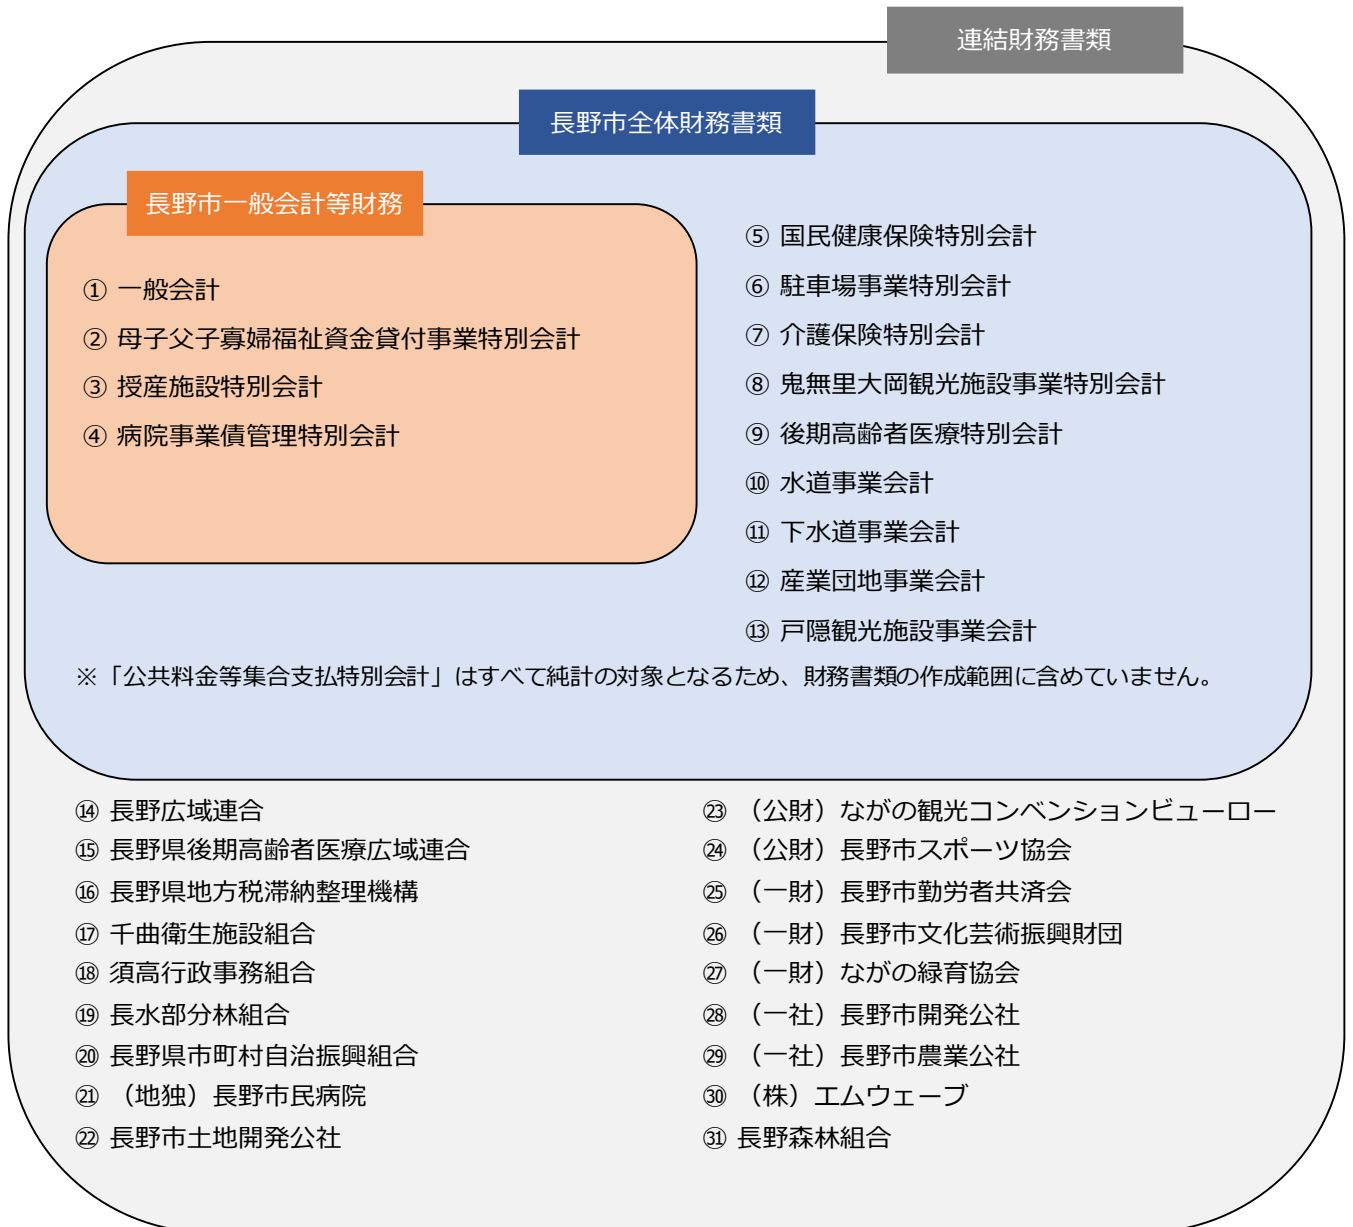 連結財務書類
長野市全体財務書類
長野市一般会計等財務
① 一般会計
② 母子父子寡婦福祉資金貸付事業特別会計
③ 授産施設特別会計
④ 病院事業債管理特別会計
⑤ 国民健康保険特別会計
⑥ 駐車場事業特別会計
⑦ 介護保険特別会計
⑧ 鬼無里大岡観光施設事業特別会計
⑨ 後期高齢者医療特別会計
⑩ 水道事業会計
⑪ 下水道事業会計
⑫ 産業団地事業会計
⑬ 戸隠観光施設事業会計
※「公共料金等集合支払特別会計」はすべて純計の対象となるため、財務書類の作成範囲に含めていません。
⑭ 長野広域連合
⑮ 長野県後期高齢者医療広域連合
⑯ 長野県地方税滞納整理機構
⑰ 千曲衛生施設組合
⑱ 須高行政事務組合
⑲ 長水部分林組合
⑳ 長野県市町村自治振興組合
㉑ （地独）長野市民病院
㉒ 長野市土地開発公社
㉓ （公財）ながの観光コンベンションビューロー
㉔ （公財）長野市スポーツ協会
㉕ （一財）長野市勤労者共済会
㉖ （一財）長野市文化芸術振興財団
㉗ （一財）ながの緑育協会
㉘ （一社）長野市開発公社
㉙ （一社）長野市農業公社
㉚ （株）エムウェーブ
㉛ 長野森林組合